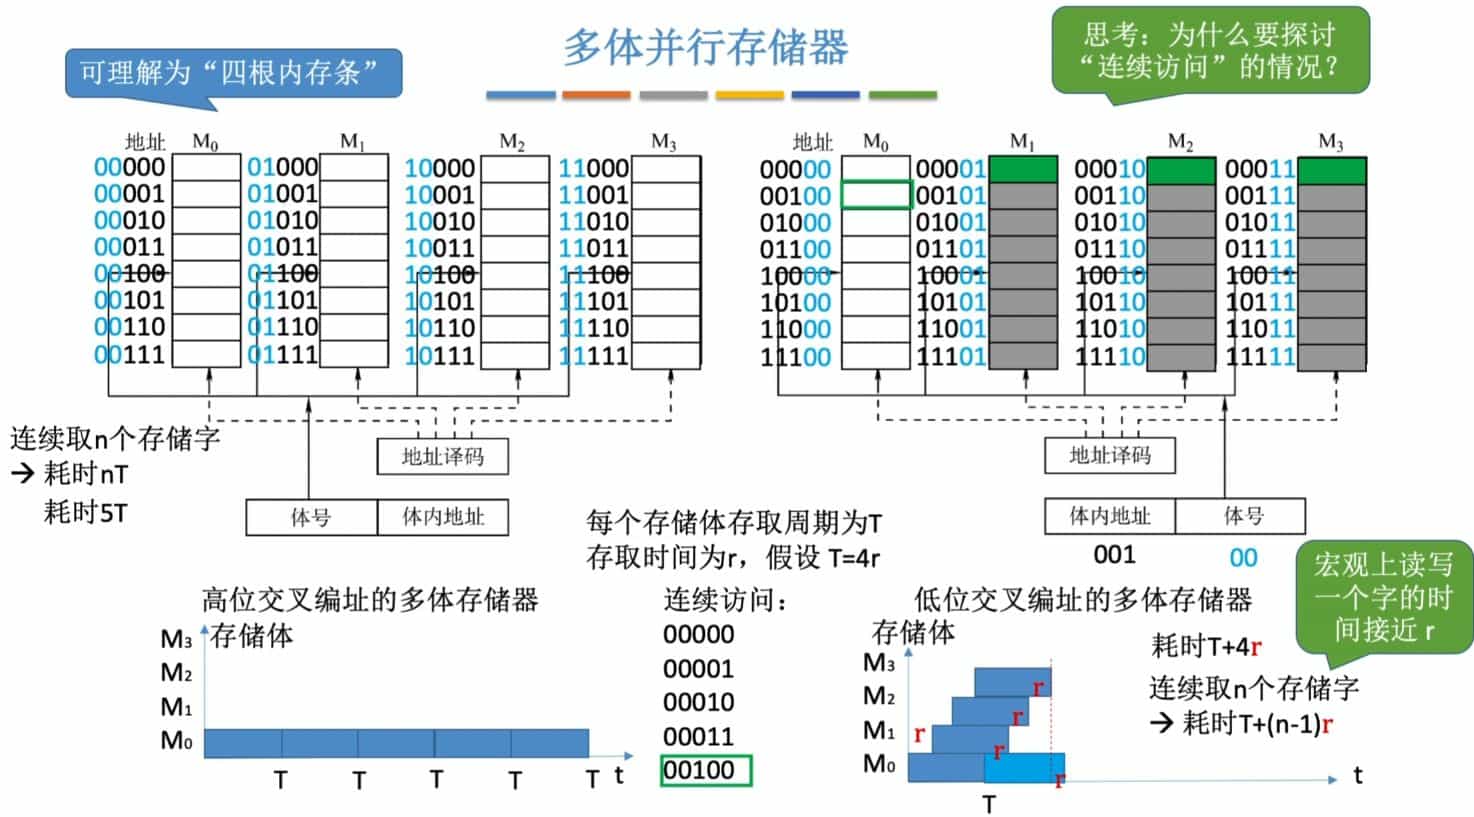 多体并行存储器
可理解为“四根内存条”
思考：为什么要探讨
“连续访问”的情况？
地址 M₀ M₁ M₂ M₃
00000 01000 10000 11000
00001 01001 10001 11001
00010 01010 10010 11010
00011 01011 10011 11011
00100 01100 10100 11100
00101 01101 10101 11101
00110 01110 10110 11110
00111 01111 10111 11111
地址译码
体号 体内地址
连续取n个存储字
→ 耗时nT
耗时5T
地址 M₀ M₁ M₂ M₃
00000 00001 00010 00011
00100 00101 00110 00111
01000 01001 01010 01011
01100 01101 01110 01111
10000 10001 10010 10011
10100 10101 10110 10111
11000 11001 11010 11011
11100 11101 11110 11111
地址译码
体内地址 体号
001 00
每个存储体存取周期为T
存取时间为r，假设 T=4r
高位交叉编址的多体存储器
存储体
M₃
M₂
M₁
M₀
T T T T T t
连续访问：
00000
00001
00010
00011
00100
低位交叉编址的多体存储器
存储体
M₃ r
M₂ r
M₁ r r
M₀ r t
T
耗时T+4r
连续取n个存储字
→ 耗时T+(n-1)r
宏观上读写
一个字的时
间接近 r